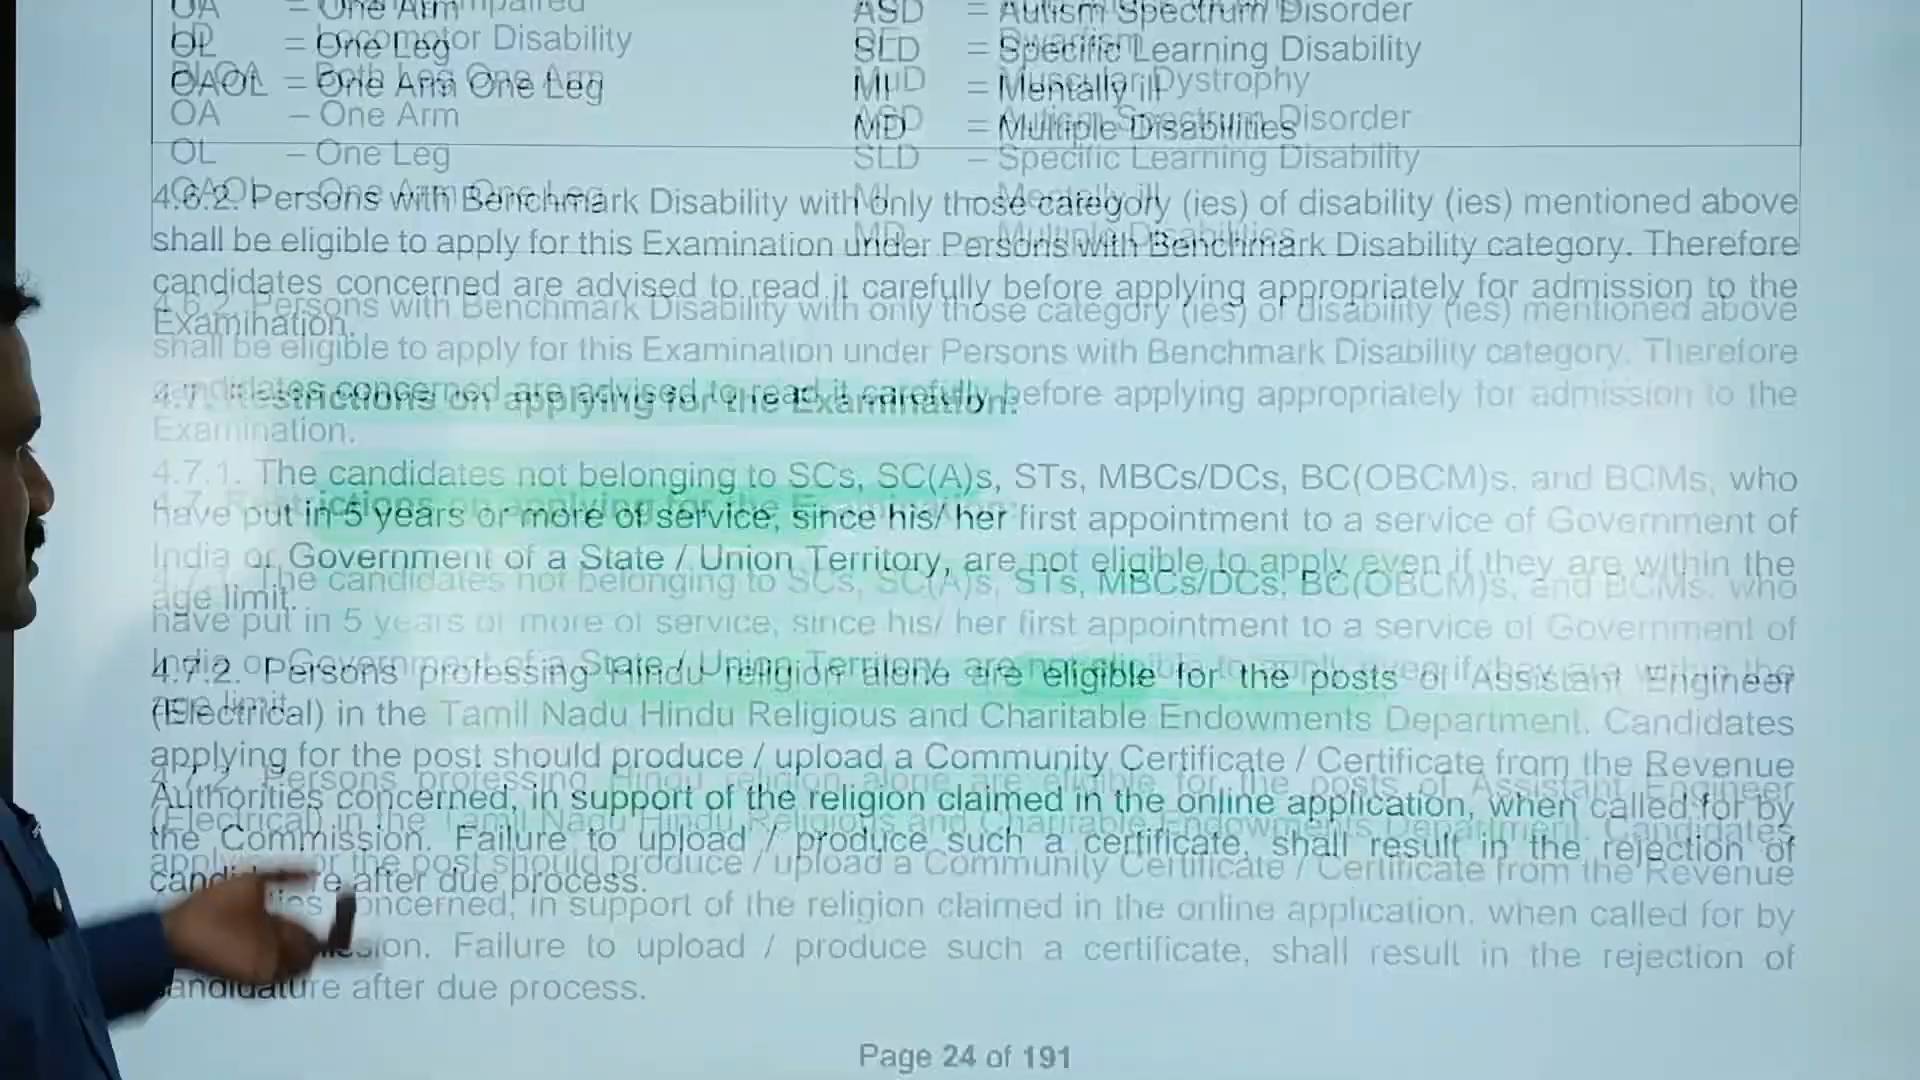 OA = One Arm
ASD = Autism Spectrum Disorder
OL = One Leg
SLD = Specific Learning Disability
OAOL = One Arm One Leg
MI = Mentally ill
MD = Multiple Disabilities
4.6.2. Persons with Benchmark Disability with only those category (ies) of disability (ies) mentioned above
shall be eligible to apply for this Examination under Persons with Benchmark Disability category. Therefore
candidates concerned are advised to read it carefully before applying appropriately for admission to the
Examination.
4.7. Restrictions on applying for the Examination:
4.7.1. The candidates not belonging to SCs, SC(A)s, STs, MBCs/DCs, BC(OBCM)s, and BCMs, who
have put in 5 years or more of service, since his/ her first appointment to a service of Government of
India or Government of a State / Union Territory, are not eligible to apply even if they are within the
age limit.
4.7.2. Persons professing Hindu religion alone are eligible for the posts of Assistant Engineer
(Electrical) in the Tamil Nadu Hindu Religious and Charitable Endowments Department. Candidates
applying for the post should produce / upload a Community Certificate / Certificate from the Revenue
Authorities concerned, in support of the religion claimed in the online application, when called for by
the Commission. Failure to upload / produce such a certificate, shall result in the rejection of
candidature after due process.
Page 24 of 191